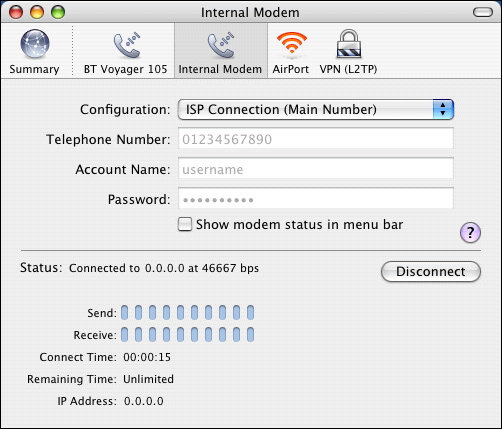 Internal Modem
Summary
BT Voyager 105
Internal Modem
AirPort
VPN (L2TP)
Configuration: ISP Connection (Main Number)
Telephone Number: 01234567890
Account Name: username
Password: ••••••••••
Show modem status in menu bar
?
Status: Connected to 0.0.0.0 at 46667 bps
Disconnect
Send:
Receive:
Connect Time: 00:00:15
Remaining Time: Unlimited
IP Address: 0.0.0.0